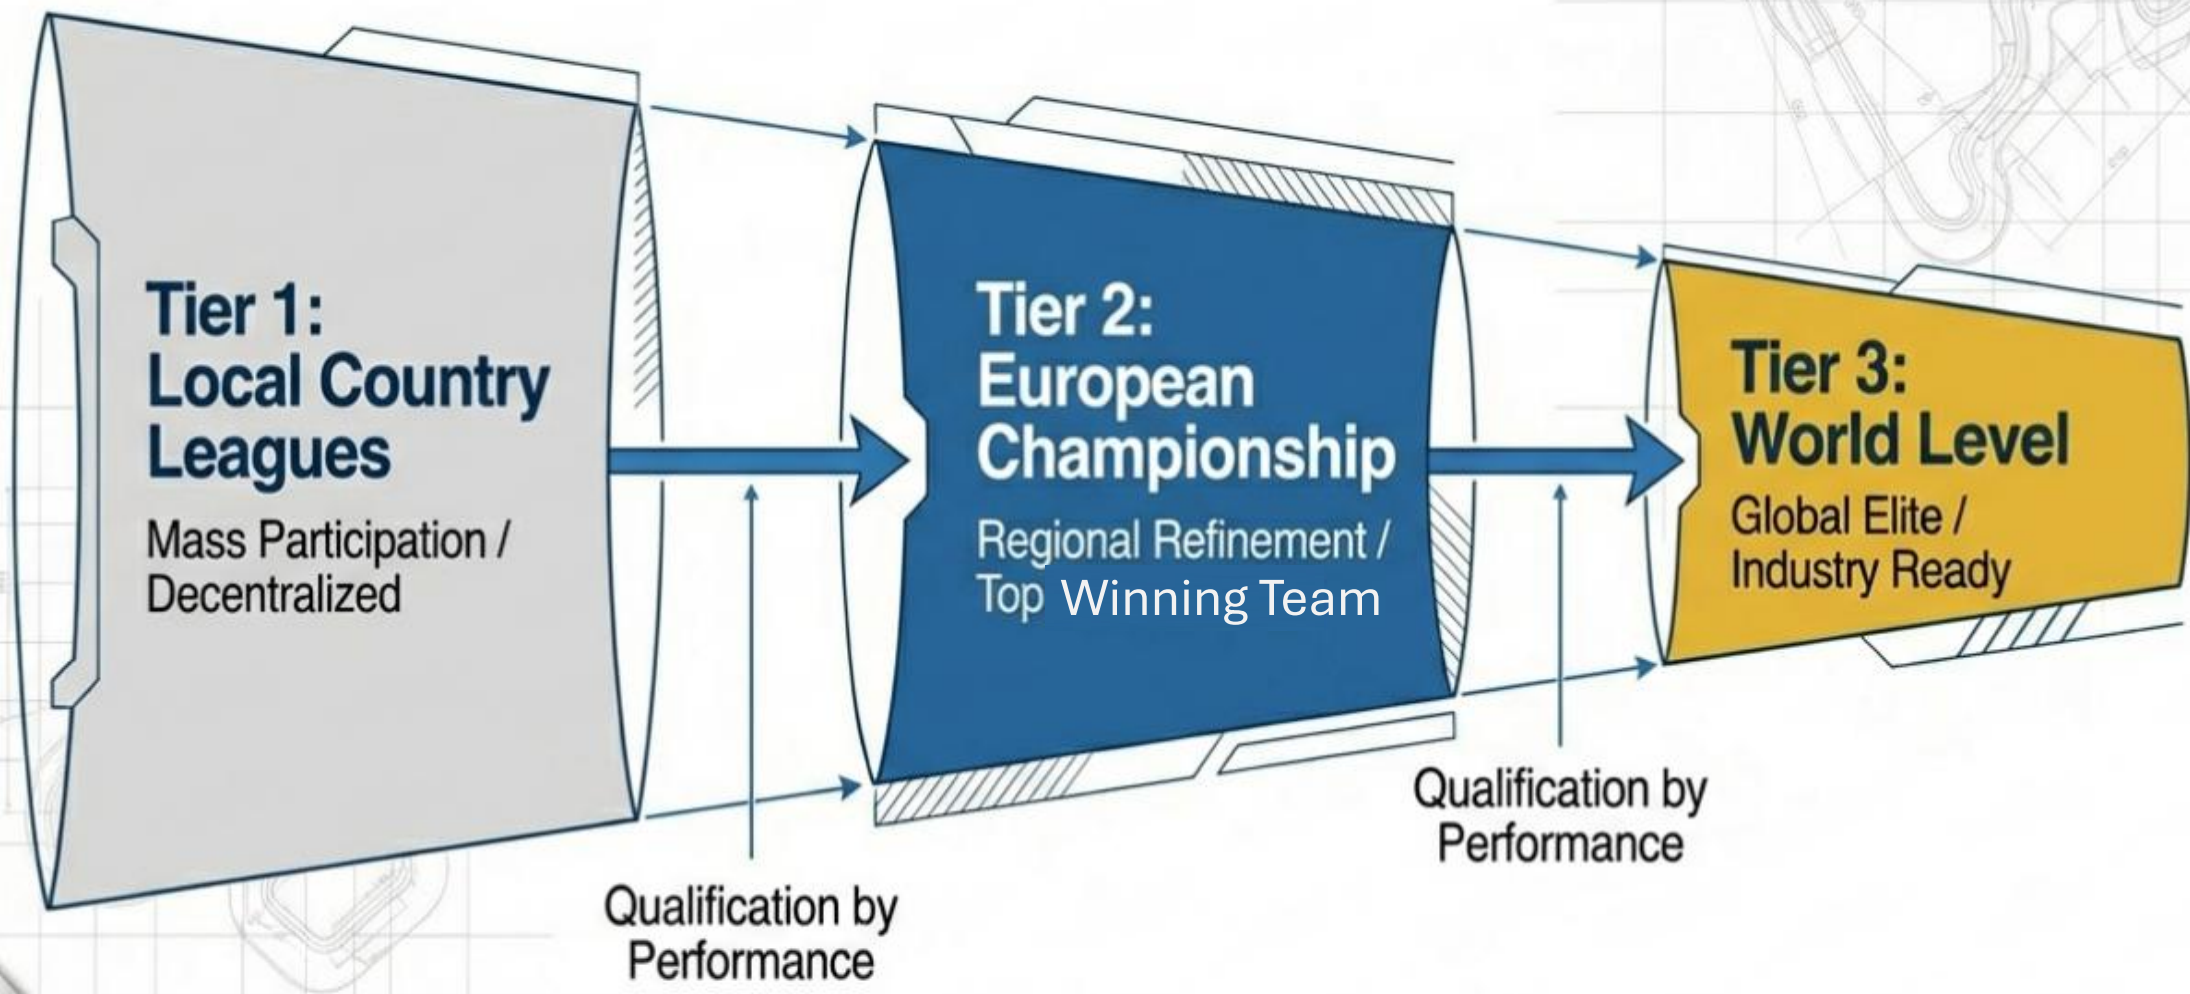 Tier 1:
Local Country
Leagues
Mass Participation /
Decentralized
Qualification by
Performance
Tier 2:
European
Championship
Regional Refinement /
Top Winning Team
Qualification by
Performance
Tier 3:
World Level
Global Elite /
Industry Ready